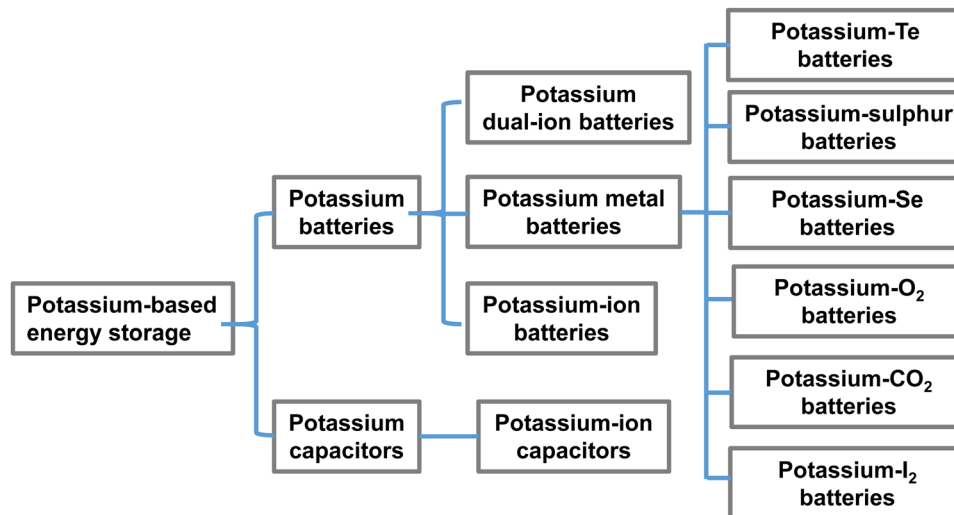 Potassium-based
energy storage
Potassium
batteries
Potassium
capacitors
Potassium
dual-ion batteries
Potassium metal
batteries
Potassium-ion
batteries
Potassium-ion
capacitors
Potassium-Te
batteries
Potassium-sulphur
batteries
Potassium-Se
batteries
Potassium-O₂
batteries
Potassium-CO₂
batteries
Potassium-I₂
batteries